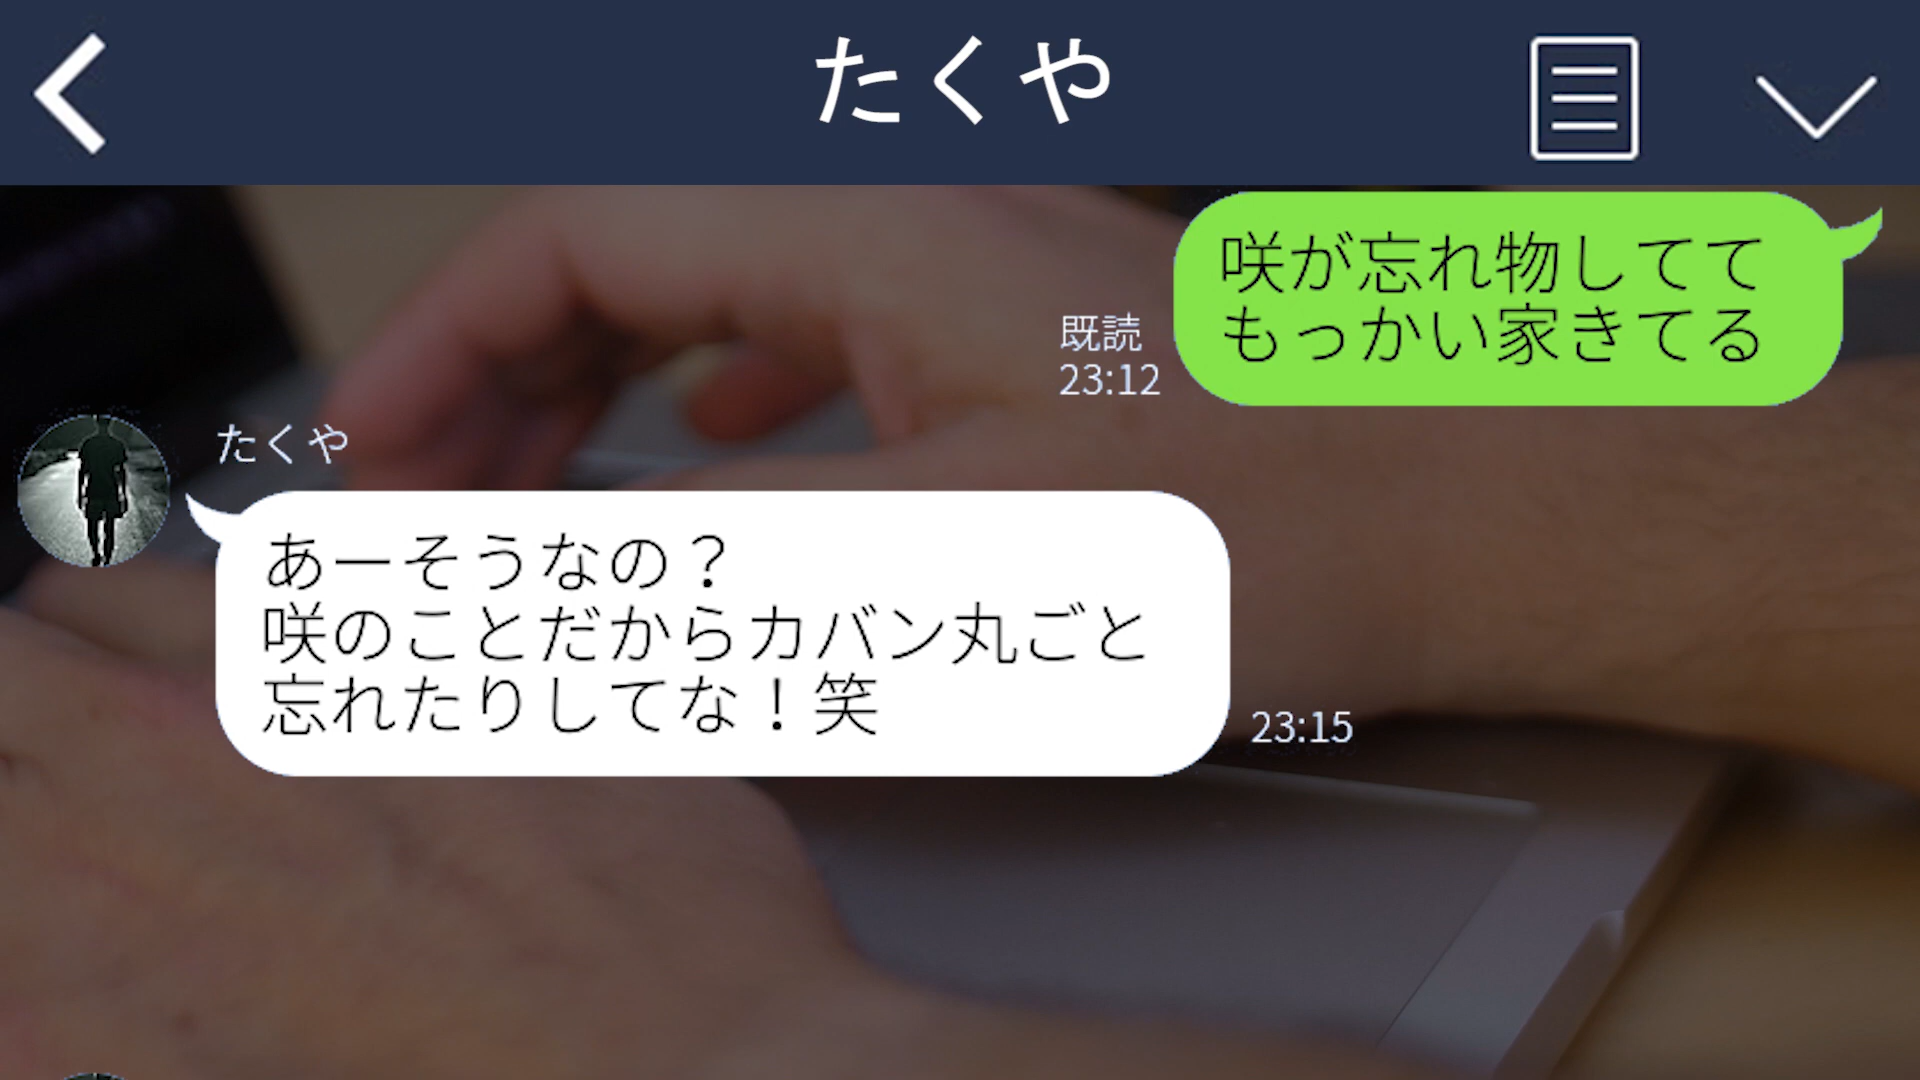 たくや
咲が忘れ物してて
もっかい家きてる
既読
23:12
たくや
あーそうなの？
咲のことだからカバン丸ごと
忘れたりしてな！笑
23:15